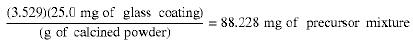 (3.529)(25.0 mg of glass coating)
(g of calcined powder)
= 88.228 mg of precursor mixture